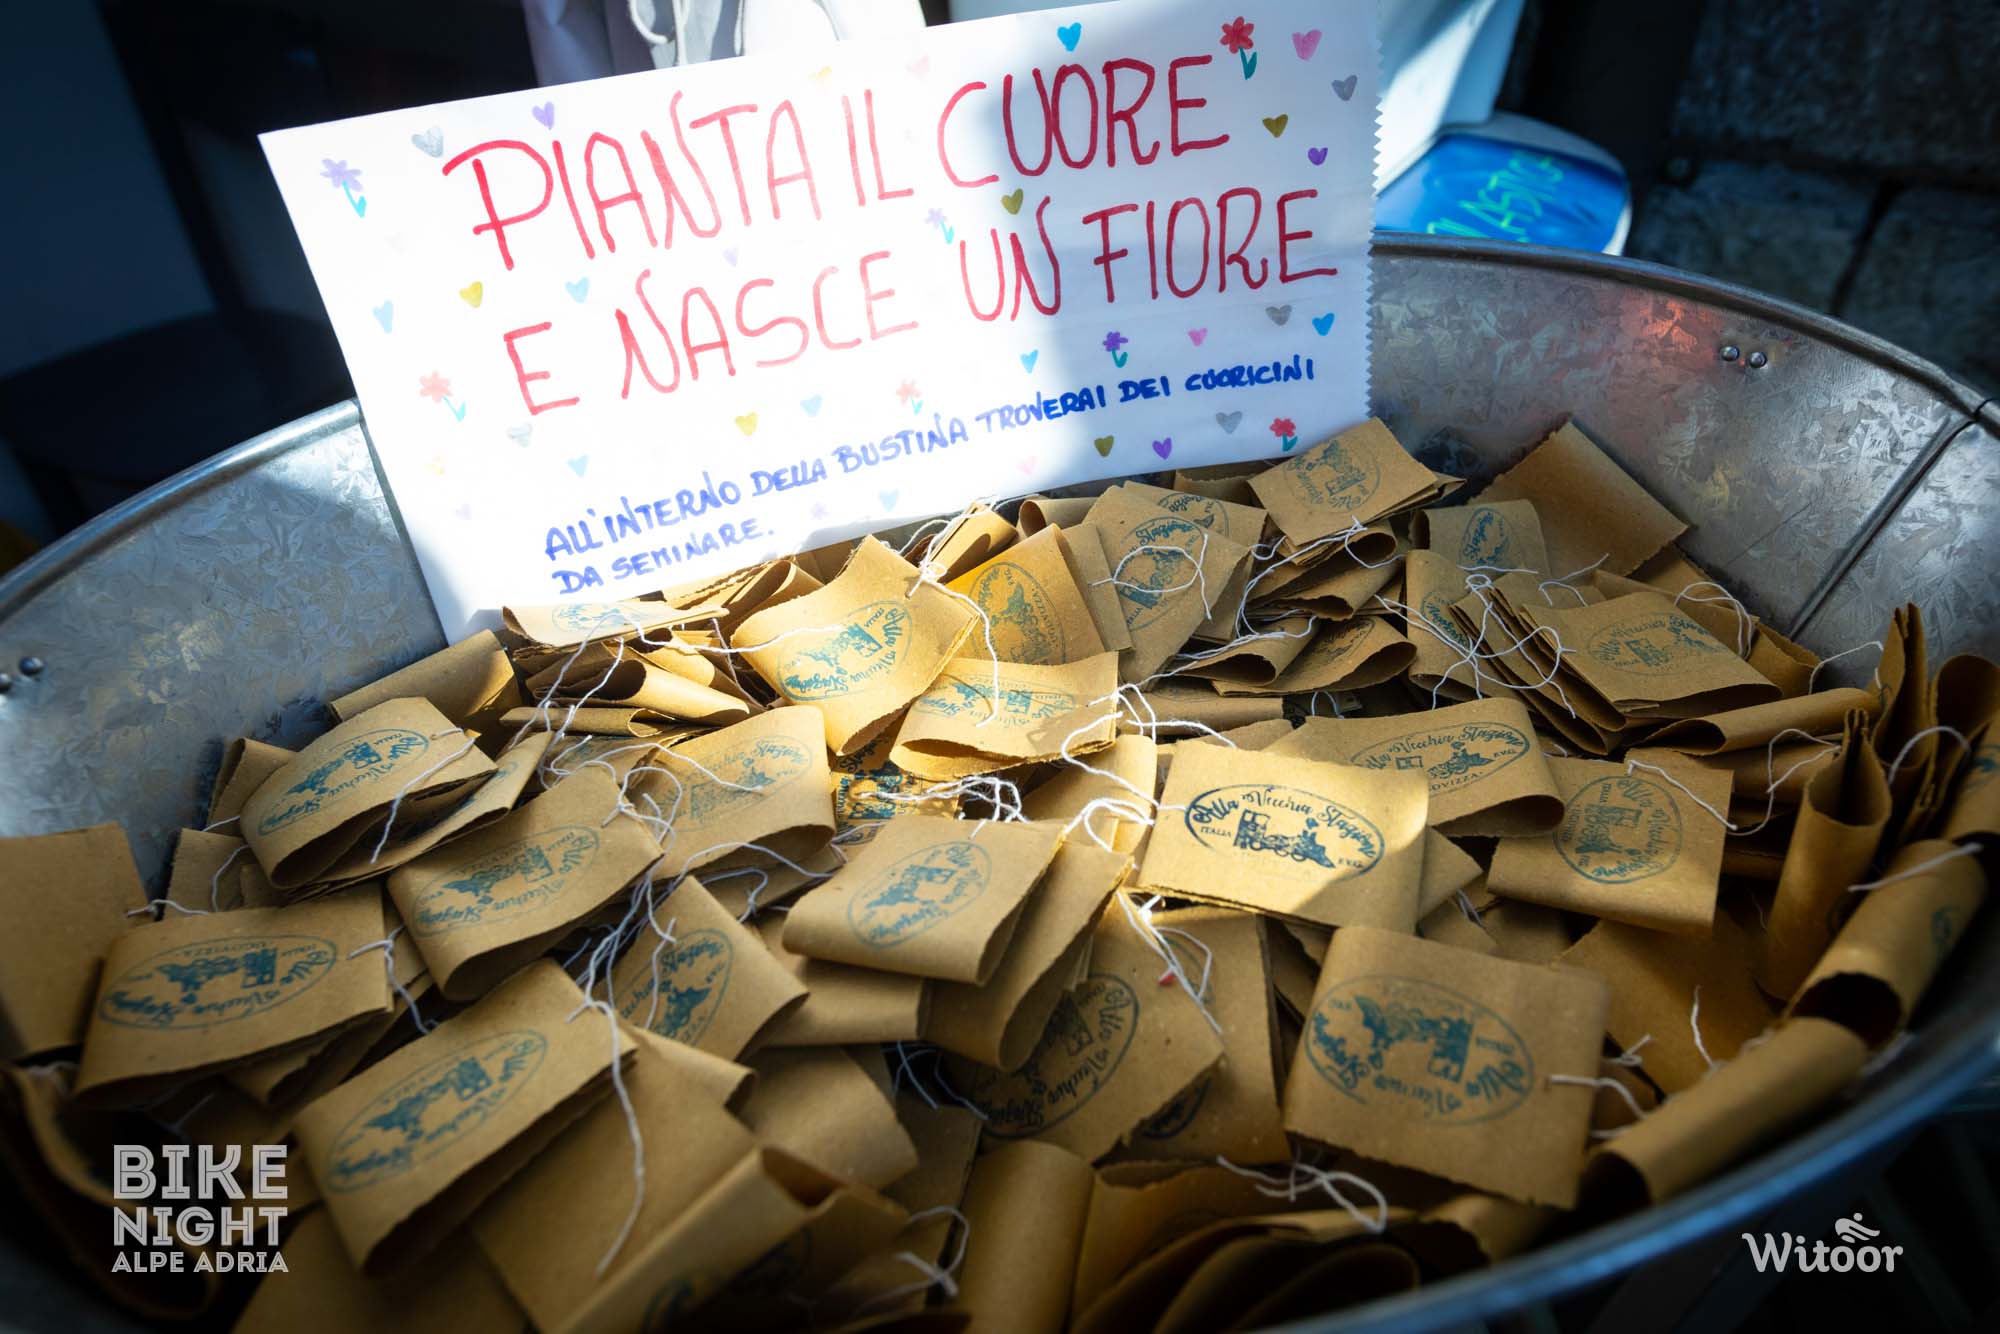 PIANTA IL CUORE
E NASCE UN FIORE
ALL'INTERNO DELLA BUSTINA TROVERAI DEI CUORICINI
DA SEMINARE.
Alla Vecchia Stazione
ITALIA
F.V.G.
UGOVIZZA
BIKE
NIGHT
ALPE ADRIA
Witoor